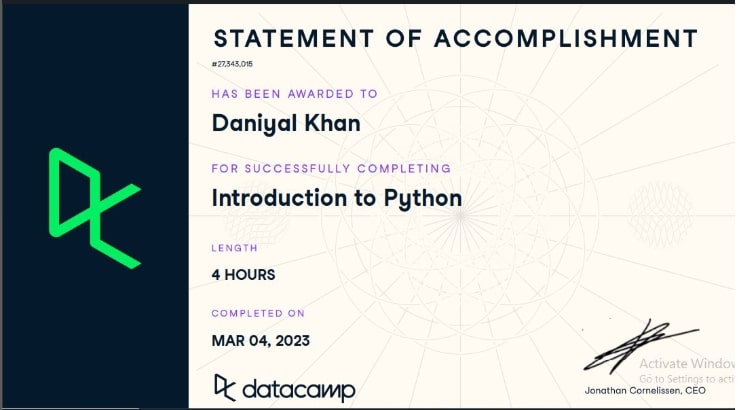 STATEMENT OF ACCOMPLISHMENT
#27,343,015
HAS BEEN AWARDED TO
Daniyal Khan
FOR SUCCESSFULLY COMPLETING
Introduction to Python
LENGTH
4 HOURS
COMPLETED ON
MAR 04, 2023
datacamp
Activate Window
Go to Settings to acti
Jonathan Cornelissen, CEO